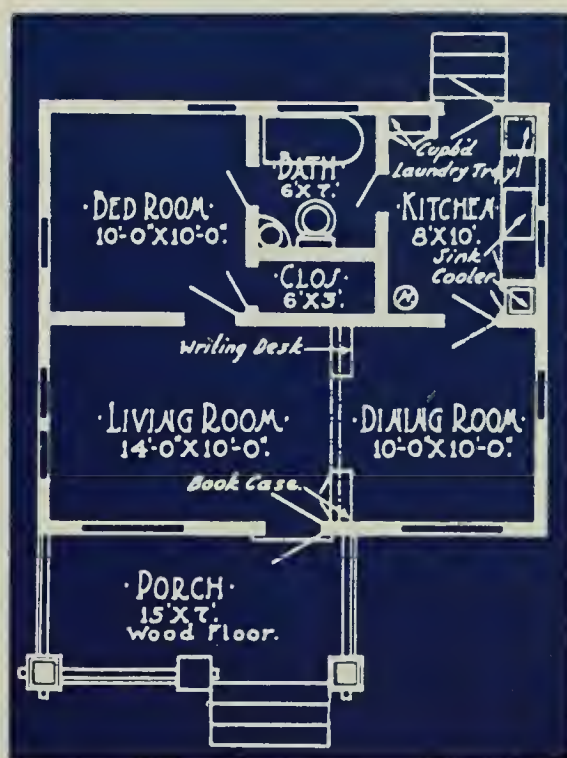 ·BATH·
6'X7'.
Cupb'd
Laundry Tray
·BED ROOM·
10'-0"X10'-0".
·KITCHEN·
8'X10'.
Sink
Cooler.
·CLOS·
6'X3'.
Writing Desk
·LIVING ROOM·
14'-0"X10'-0".
·DINING ROOM·
10'-0"X10'-0".
Book Case.
·PORCH·
15'X7'.
Wood Floor.